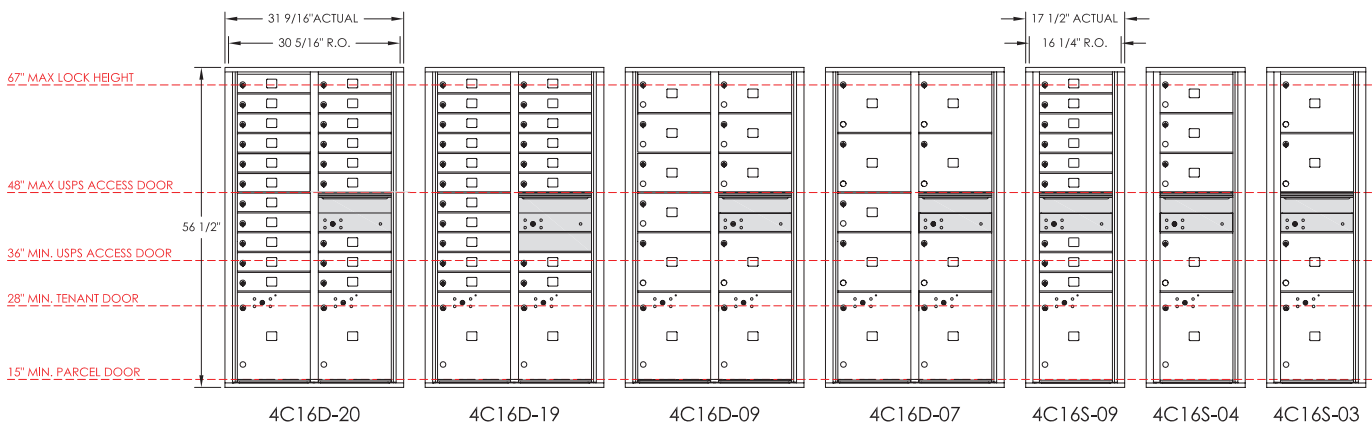 31 9/16"ACTUAL
30 5/16" R.O.
17 1/2" ACTUAL
16 1/4" R.O.
67" MAX LOCK HEIGHT
48" MAX USPS ACCESS DOOR
56 1/2"
36" MIN. USPS ACCESS DOOR
28" MIN. TENANT DOOR
15" MIN. PARCEL DOOR
4C16D-20
4C16D-19
4C16D-09
4C16D-07
4C16S-09
4C16S-04
4C16S-03